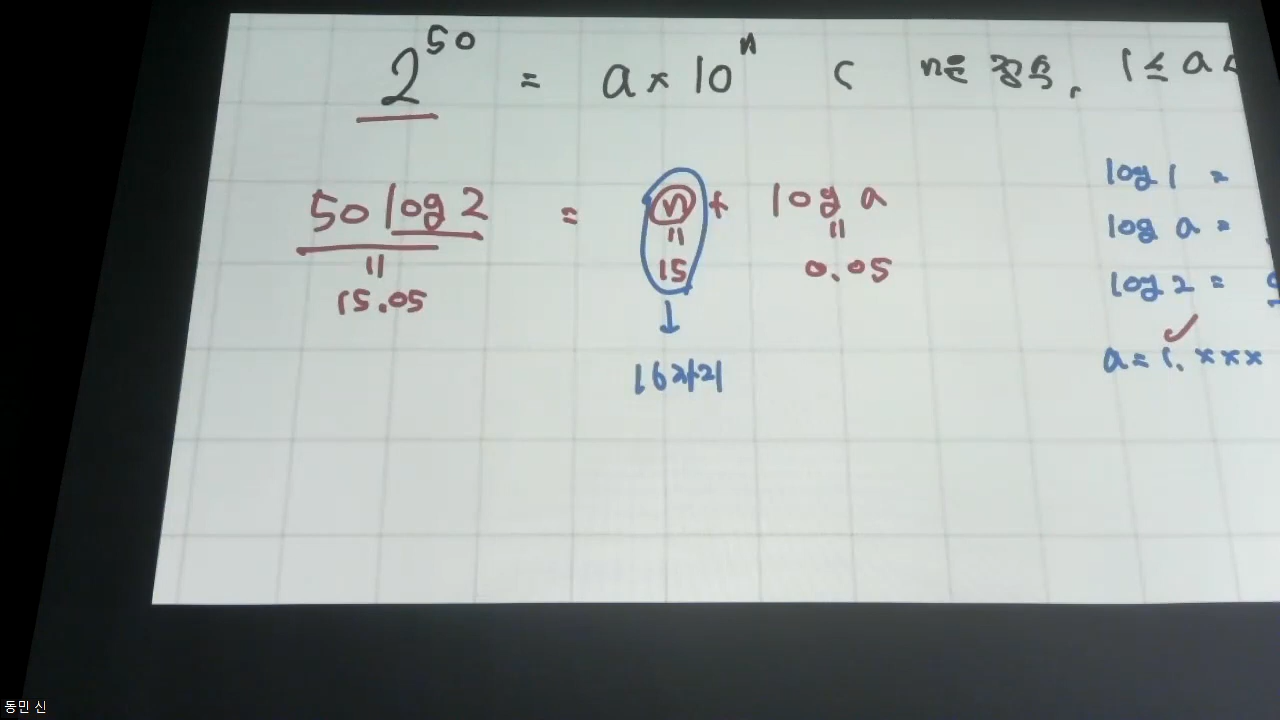 2^50 = a × 10^n ( n은 정수, 1 ≤ a <
50 log 2 = n + log a
= 15.05
= 15
= 0.05
↓
16자리
log 1 =
log a =
log 2 =
✓
a = 1.×××
동민 신